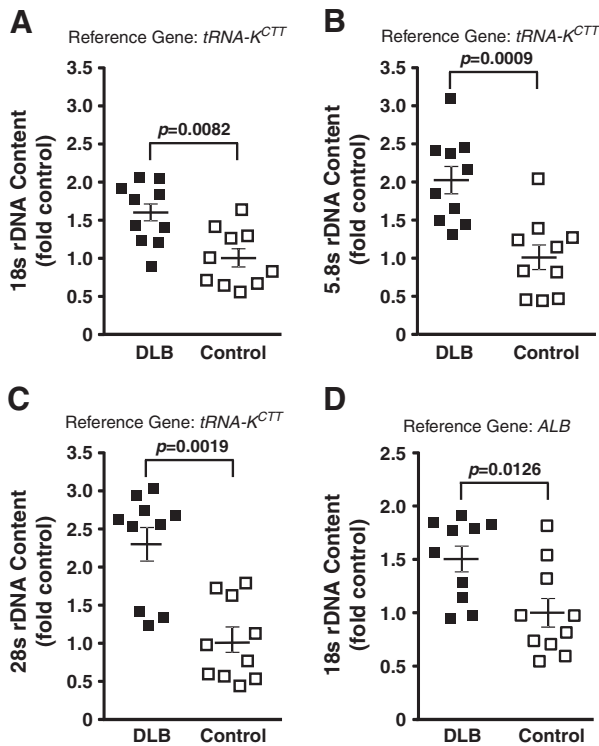 A
Reference Gene: tRNA-K^CTT
18s rDNA Content
(fold control)
3.5
3.0
2.5
2.0
1.5
1.0
0.5
0
p=0.0082
DLB
Control
B
Reference Gene: tRNA-K^CTT
5.8s rDNA Content
(fold control)
3.5
3.0
2.5
2.0
1.5
1.0
0.5
0
p=0.0009
DLB
Control
C
Reference Gene: tRNA-K^CTT
28s rDNA Content
(fold control)
3.5
3.0
2.5
2.0
1.5
1.0
0.5
0
p=0.0019
DLB
Control
D
Reference Gene: ALB
18s rDNA Content
(fold control)
2.5
2.0
1.5
1.0
0.5
0
p=0.0126
DLB
Control